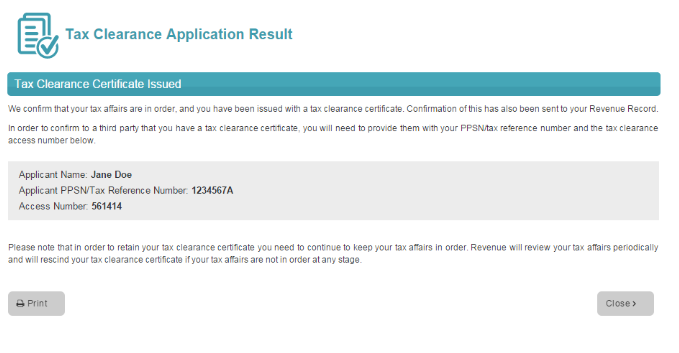 Tax Clearance Application Result
Tax Clearance Certificate Issued
We confirm that your tax affairs are in order, and you have been issued with a tax clearance certificate. Confirmation of this has also been sent to your Revenue Record.
In order to confirm to a third party that you have a tax clearance certificate, you will need to provide them with your PPSN/tax reference number and the tax clearance
access number below.
Applicant Name: Jane Doe
Applicant PPSN/Tax Reference Number: 1234567A
Access Number: 561414
Please note that in order to retain your tax clearance certificate you need to continue to keep your tax affairs in order. Revenue will review your tax affairs periodically
and will rescind your tax clearance certificate if your tax affairs are not in order at any stage.
Print
Close >